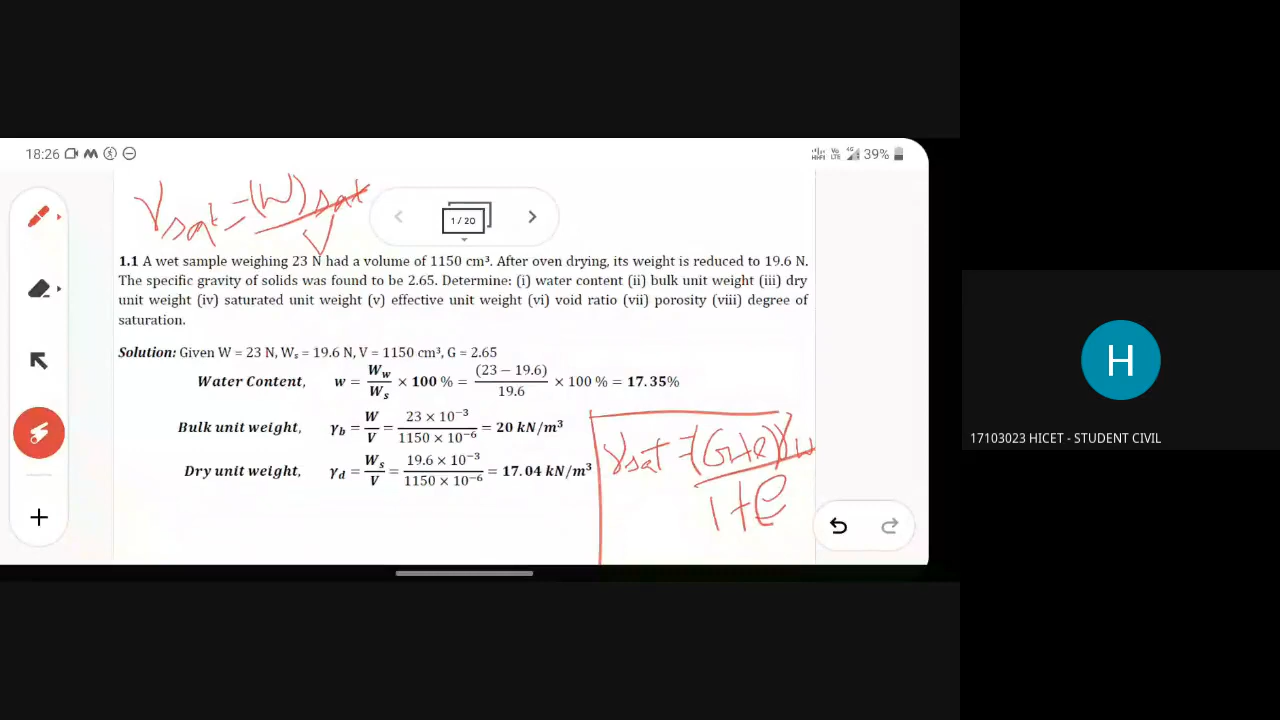 18:26
39%
γsat = (W)sat / V
1 / 20
1.1 A wet sample weighing 23 N had a volume of 1150 cm³. After oven drying, its weight is reduced to 19.6 N.
The specific gravity of solids was found to be 2.65. Determine: (i) water content (ii) bulk unit weight (iii) dry
unit weight (iv) saturated unit weight (v) effective unit weight (vi) void ratio (vii) porosity (viii) degree of
saturation.
Solution: Given W = 23 N, Wₛ = 19.6 N, V = 1150 cm³, G = 2.65
Water Content, w = Ww / Ws × 100 % = (23 − 19.6) / 19.6 × 100 % = 17.35%
Bulk unit weight, γb = W / V = 23 × 10⁻³ / 1150 × 10⁻⁶ = 20 kN/m³
Dry unit weight, γd = Ws / V = 19.6 × 10⁻³ / 1150 × 10⁻⁶ = 17.04 kN/m³
γsat = (G+e)γw / 1+e
H
17103023 HICET - STUDENT CIVIL